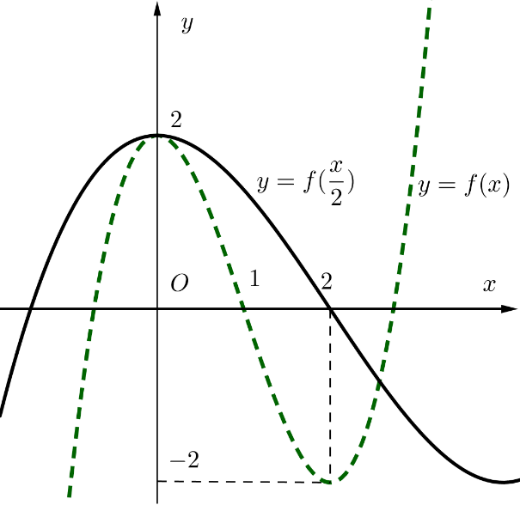 y
2
y = f(x/2)
y = f(x)
O
1
2
x
−2